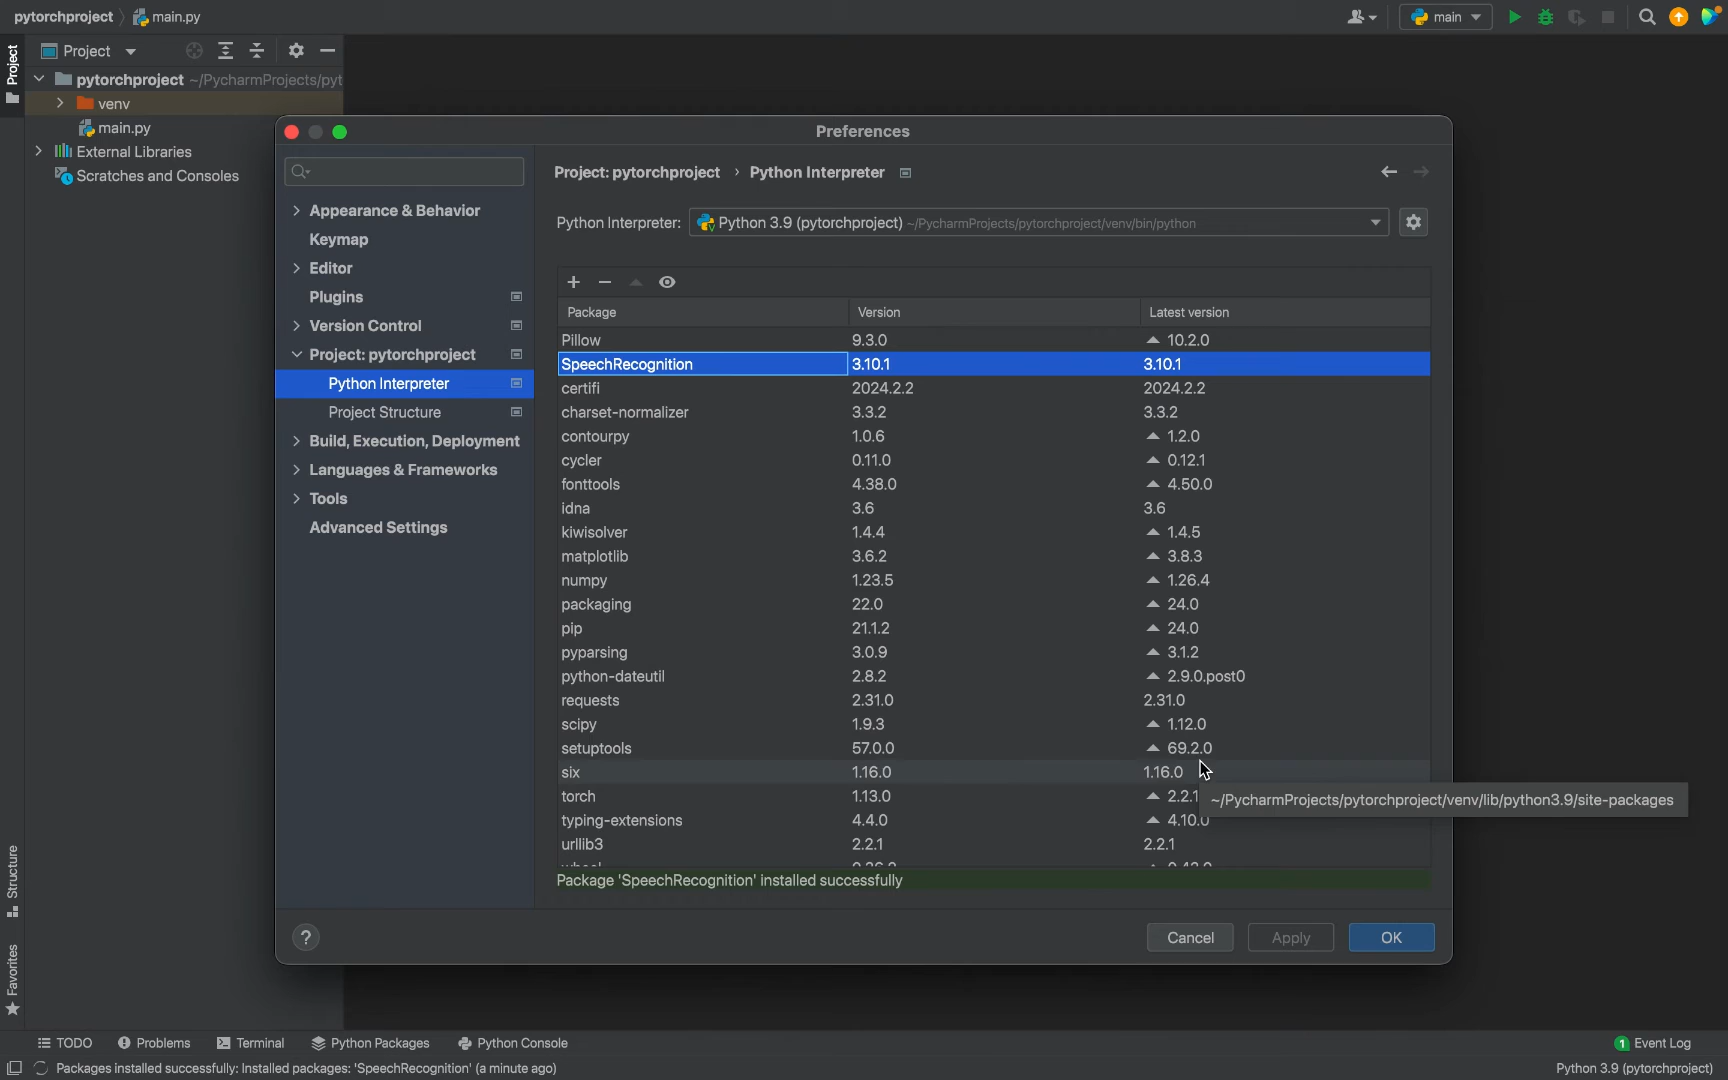 pytorchproject main.py
main
Project
Project
pytorchproject ~/PycharmProjects/pyt
venv
main.py
External Libraries
Scratches and Consoles
Structure
Favorites
Preferences
Appearance & Behavior
Keymap
Editor
Plugins
Version Control
Project: pytorchproject
Python Interpreter
Project Structure
Build, Execution, Deployment
Languages & Frameworks
Tools
Advanced Settings
Project: pytorchproject › Python Interpreter
Python Interpreter: Python 3.9 (pytorchproject) ~/PycharmProjects/pytorchproject/venv/bin/python
Package Version Latest version
Pillow 9.3.0 10.2.0
SpeechRecognition 3.10.1 3.10.1
certifi 2024.2.2 2024.2.2
charset-normalizer 3.3.2 3.3.2
contourpy 1.0.6 1.2.0
cycler 0.11.0 0.12.1
fonttools 4.38.0 4.50.0
idna 3.6 3.6
kiwisolver 1.4.4 1.4.5
matplotlib 3.6.2 3.8.3
numpy 1.23.5 1.26.4
packaging 22.0 24.0
pip 21.1.2 24.0
pyparsing 3.0.9 3.1.2
python-dateutil 2.8.2 2.9.0.post0
requests 2.31.0 2.31.0
scipy 1.9.3 1.12.0
setuptools 57.0.0 69.2.0
six 1.16.0 1.16.0
torch 1.13.0 2.2.1
~/PycharmProjects/pytorchproject/venv/lib/python3.9/site-packages
typing-extensions 4.4.0 4.10.0
urllib3 2.2.1 2.2.1
Package 'SpeechRecognition' installed successfully
? Cancel Apply OK
TODO Problems Terminal Python Packages Python Console 1 Event Log
Packages installed successfully: Installed packages: 'SpeechRecognition' (a minute ago) Python 3.9 (pytorchproject)